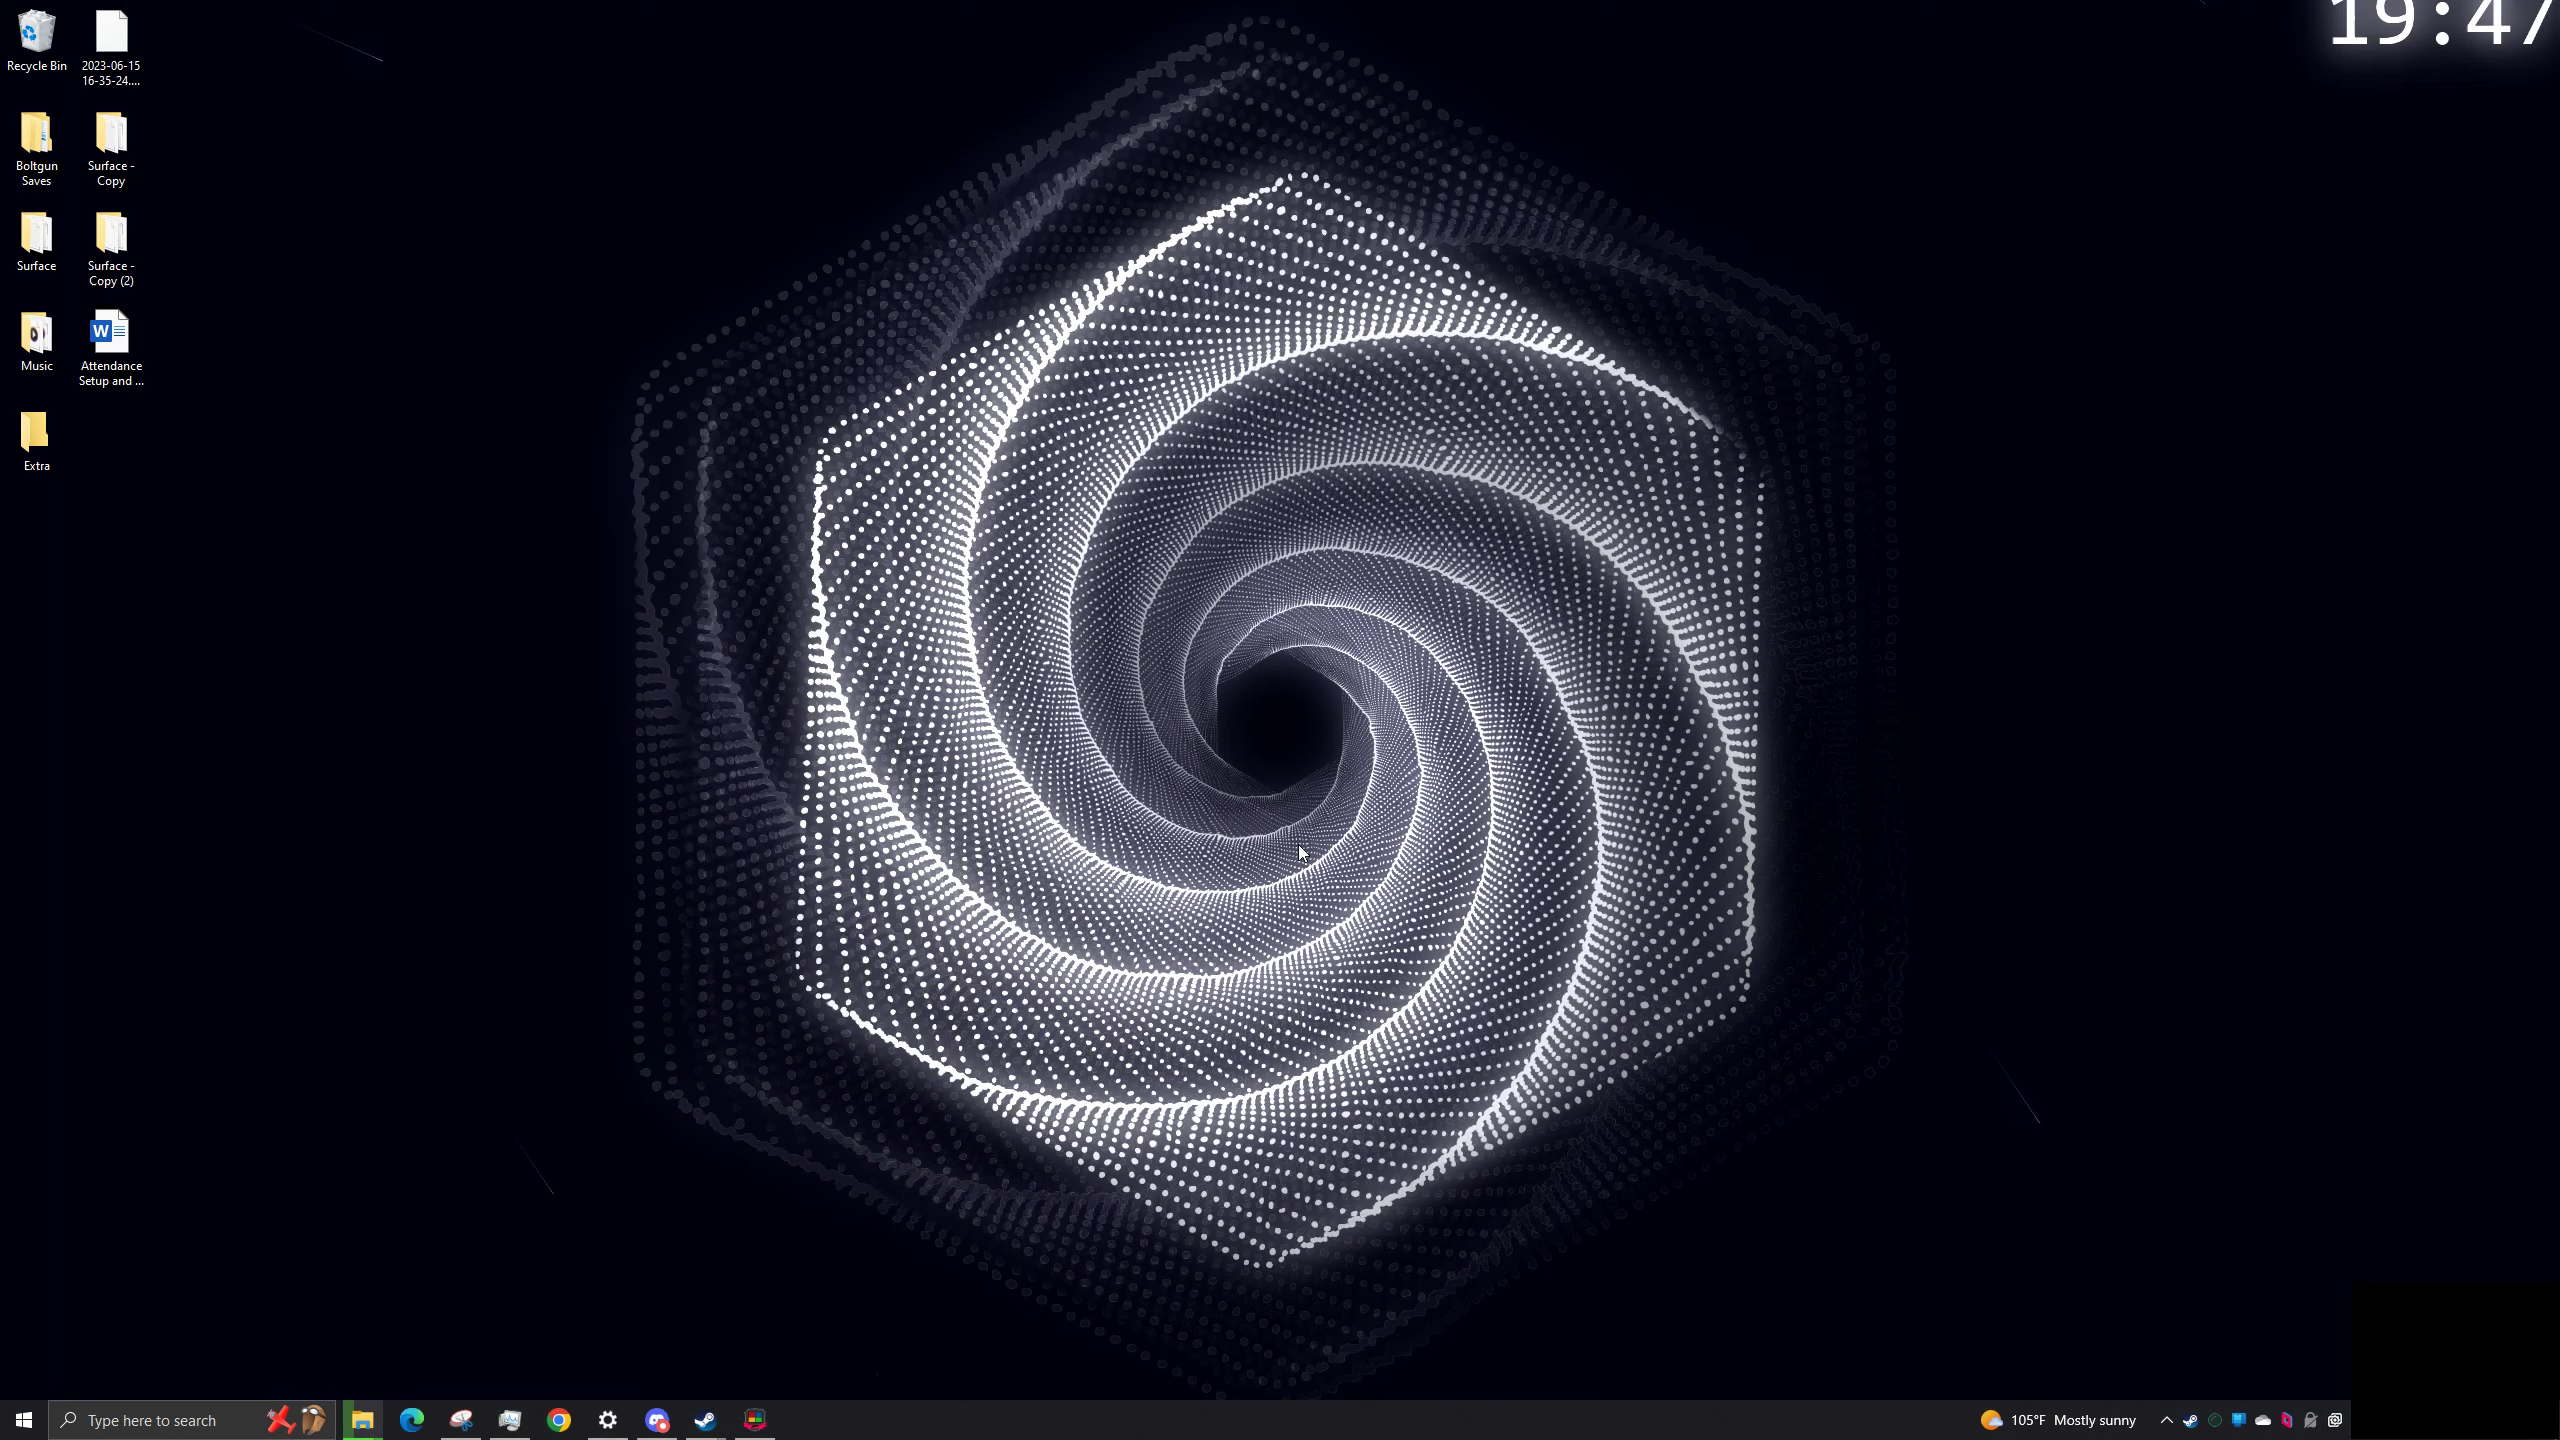 19:47
Recycle Bin
2023-06-15
16-35-24....
Boltgun
Saves
Surface -
Copy
Surface
Surface -
Copy (2)
Music
Attendance
Setup and ...
Extra
Type here to search
105°F Mostly sunny